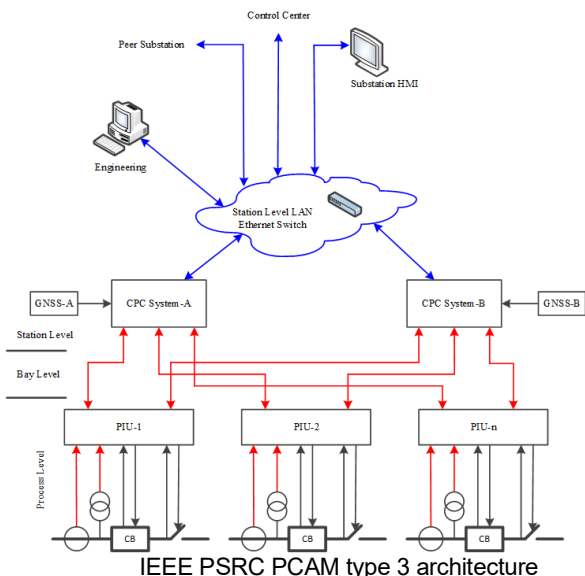 Control Center
Peer Substation
Substation HMI
Engineering
Station Level LAN
Ethernet Switch
GNSS-A
CPC System-A
CPC System-B
GNSS-B
Station Level
Bay Level
PIU-1
PIU-2
PIU-n
Process Level
CB
CB
CB
IEEE PSRC PCAM type 3 architecture